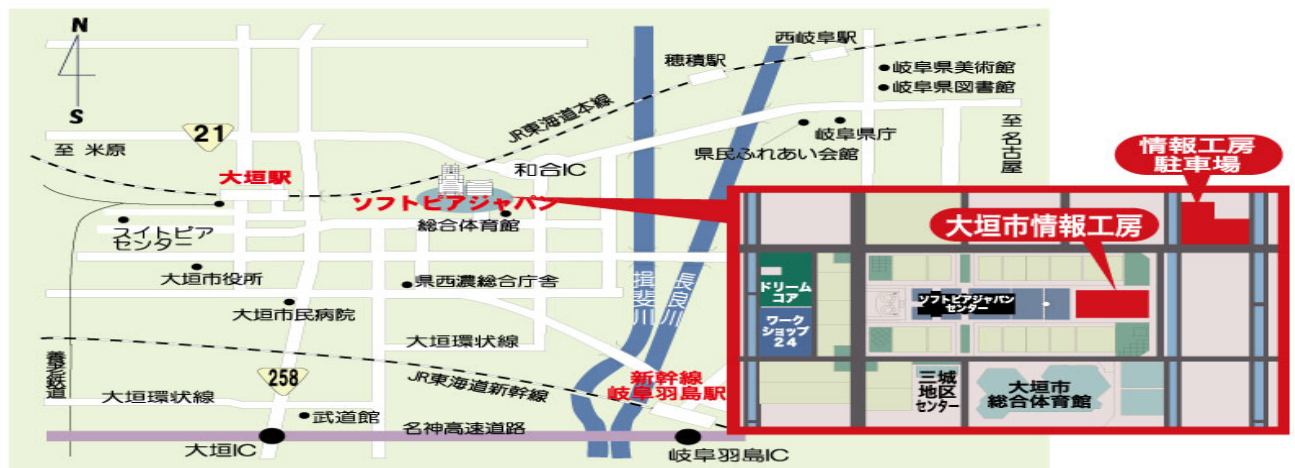 N
S
21
至 米原
大垣駅
スイトピア
センター
大垣市役所
大垣市民病院
養老鉄道
大垣環状線
258
武道館
大垣IC
JR東海道本線
穂積駅
西岐阜駅
岐阜県美術館
岐阜県図書館
岐阜県庁
県民ふれあい会館
至 名古屋
和合IC
ソフトピアジャパン
総合体育館
県西濃総合庁舎
大垣環状線
JR東海道新幹線
揖斐川
長良川
新幹線
岐阜羽島駅
名神高速道路
岐阜羽島IC
情報工房
駐車場
大垣市情報工房
ドリーム
コア
ワーク
ショップ
24
ソフトピアジャパン
センター
三城
地区
センター
大垣市
総合体育館